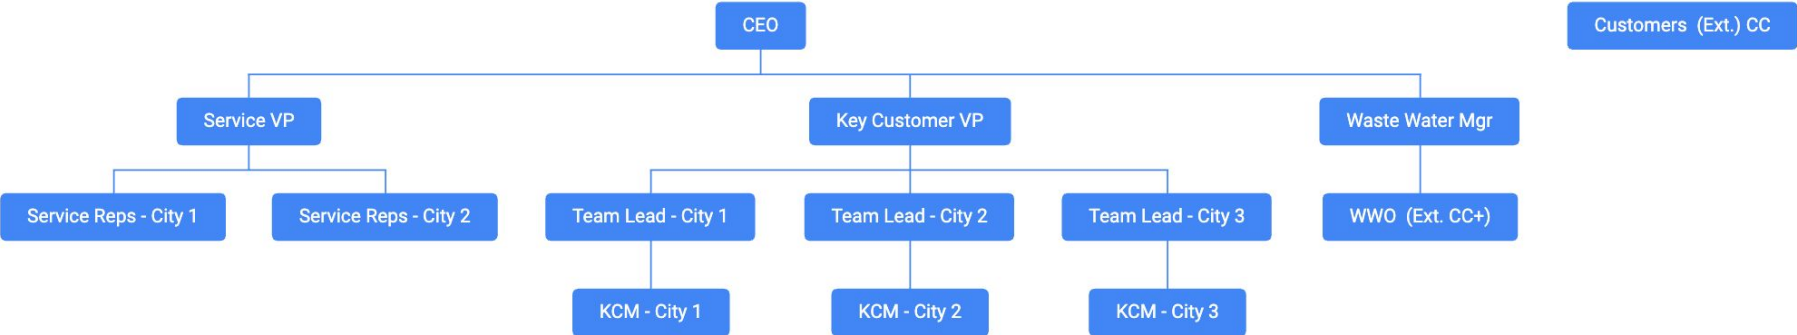 CEO
Customers (Ext.) CC
Service VP
Key Customer VP
Waste Water Mgr
Service Reps - City 1
Service Reps - City 2
Team Lead - City 1
Team Lead - City 2
Team Lead - City 3
WWO (Ext. CC+)
KCM - City 1
KCM - City 2
KCM - City 3